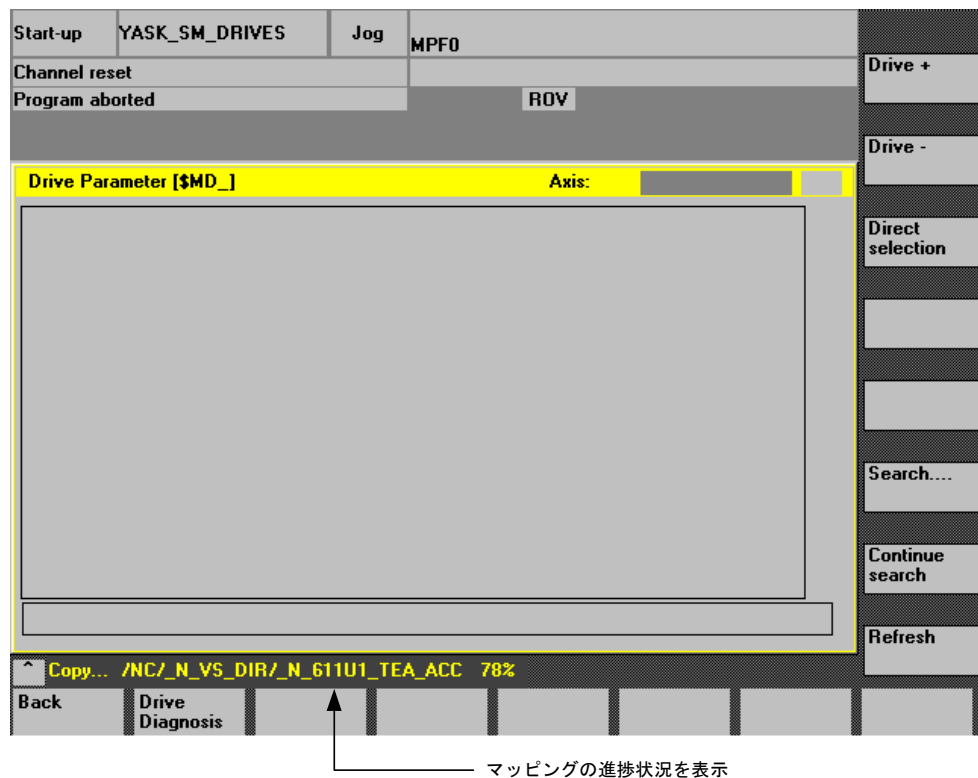 Start-up YASK_SM_DRIVES Jog MPF0
Channel reset
Program aborted ROV
Drive Parameter [$MD_] Axis:
Drive +
Drive -
Direct
selection
Search....
Continue
search
Refresh
^ Copy... /NC/_N_VS_DIR/_N_611U1_TEA_ACC 78%
Back
Drive
Diagnosis
マッピングの進捗状況を表示